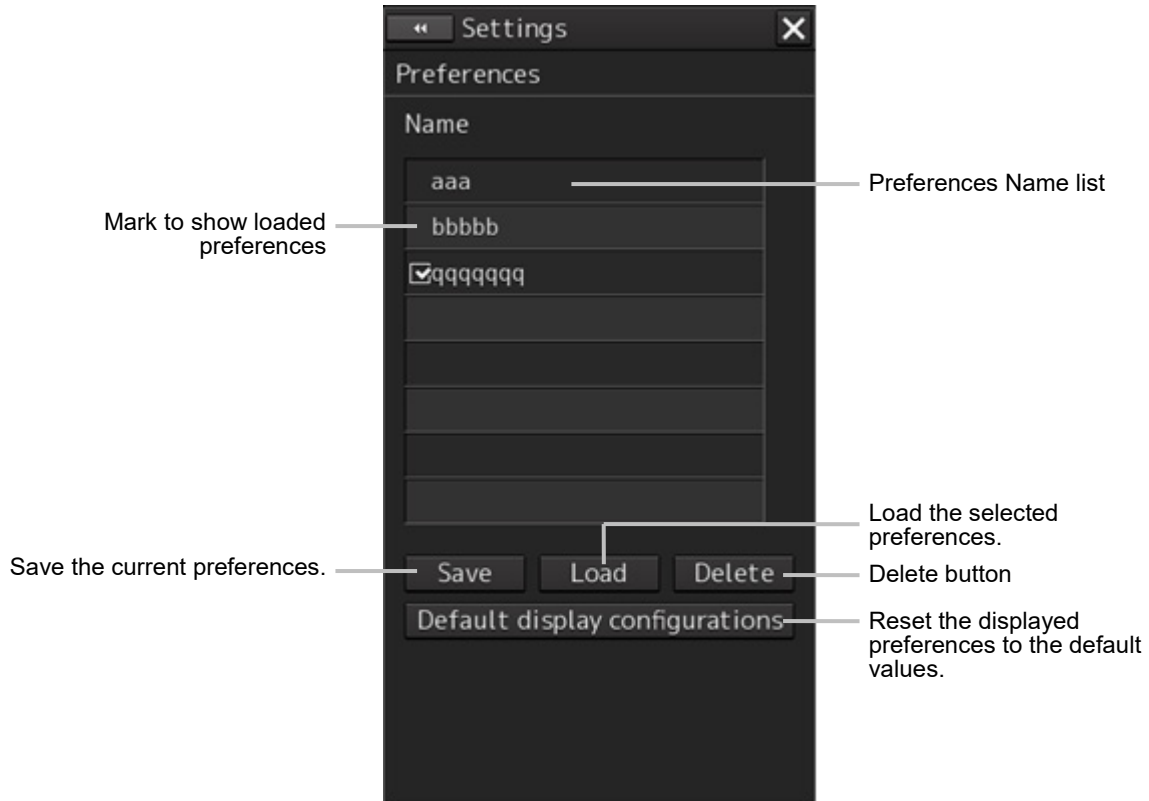 Settings
Preferences
Name
aaa
Preferences Name list
Mark to show loaded
preferences
bbbbb
qqqqqqq
Load the selected
preferences.
Save the current preferences.
Save
Load
Delete
Delete button
Default display configurations
Reset the displayed
preferences to the default
values.